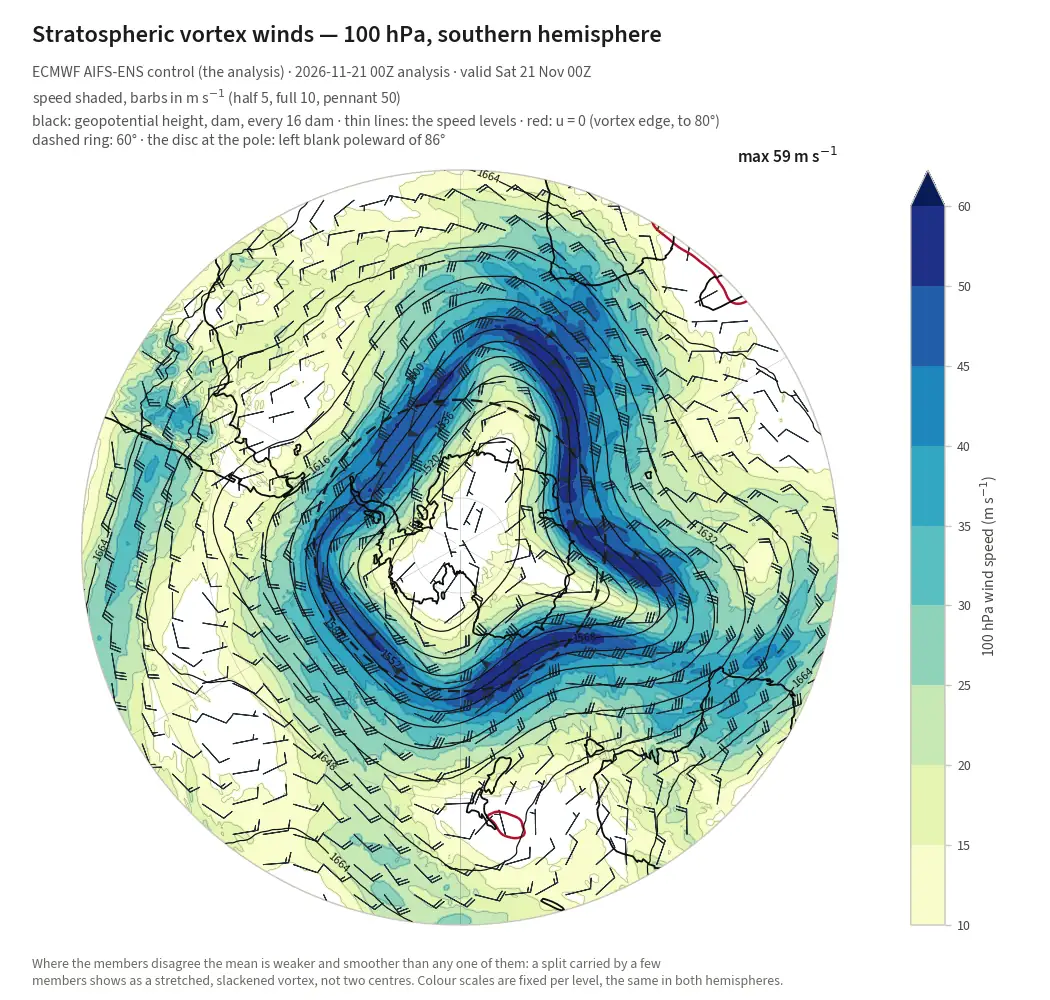 Stratospheric vortex winds — 100 hPa, southern hemisphere
ECMWF AIFS-ENS control (the analysis) · 2026-11-21 00Z analysis · valid Sat 21 Nov 00Z
speed shaded, barbs in m s⁻¹ (half 5, full 10, pennant 50)
black: geopotential height, dam, every 16 dam · thin lines: the speed levels · red: u = 0 (vortex edge, to 80°)
dashed ring: 60° · the disc at the pole: left blank poleward of 86°
max 59 m s⁻¹
1664
1600
1616
1632
1664
1568
1552
1664
1648
1664
60
50
45
40
35
30
25
20
15
10
100 hPa wind speed (m s⁻¹)
Where the members disagree the mean is weaker and smoother than any one of them: a split carried by a few
members shows as a stretched, slackened vortex, not two centres. Colour scales are fixed per level, the same in both hemispheres.